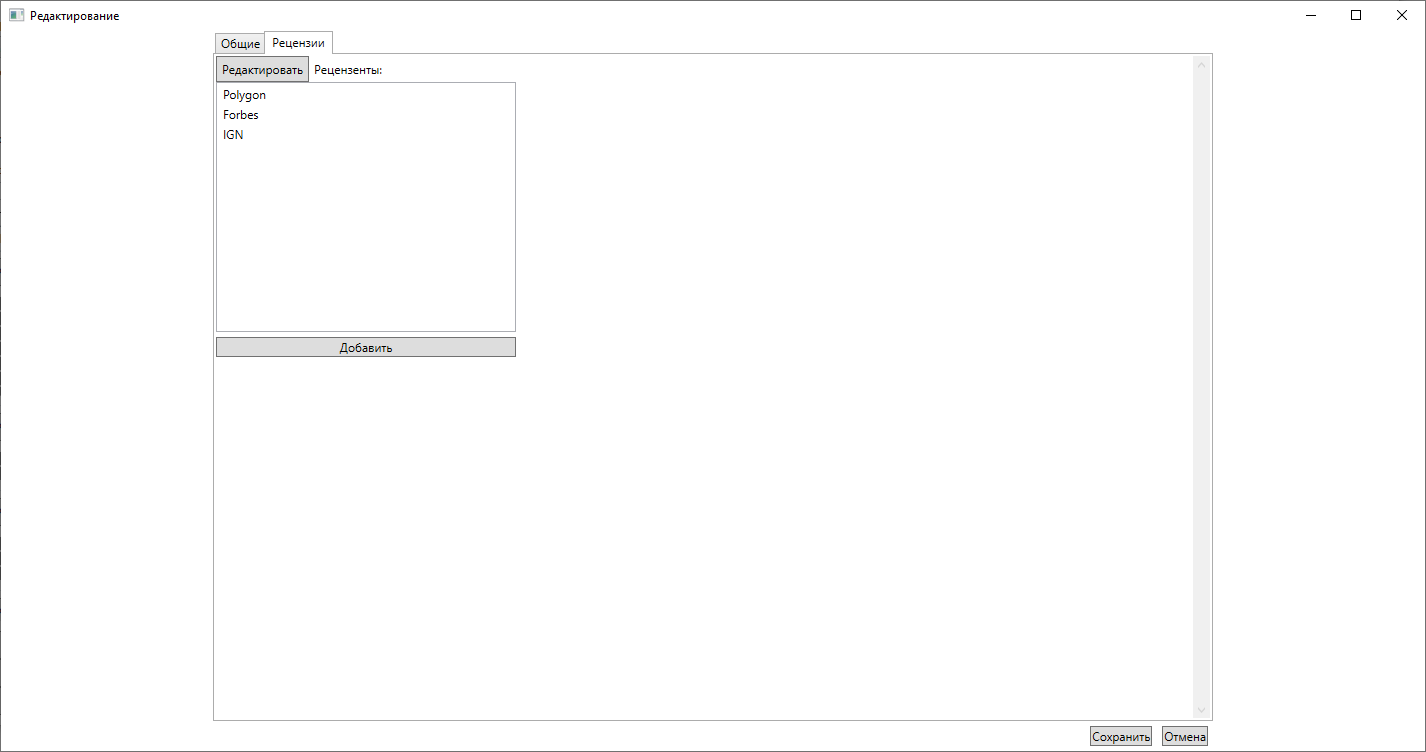 Редактирование
Общие Рецензии
Редактировать Рецензенты:
Polygon
Forbes
IGN
Добавить
Сохранить Отмена